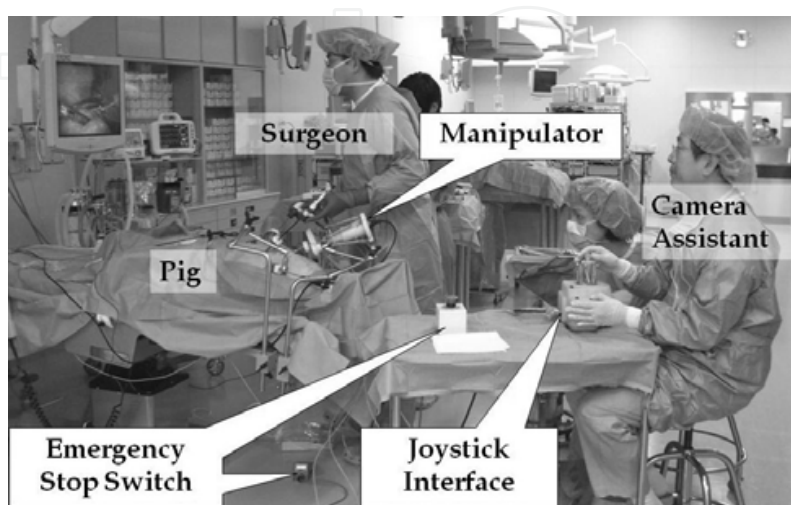 Surgeon
Manipulator
Camera
Assistant
Pig
Emergency
Stop Switch
Joystick
Interface